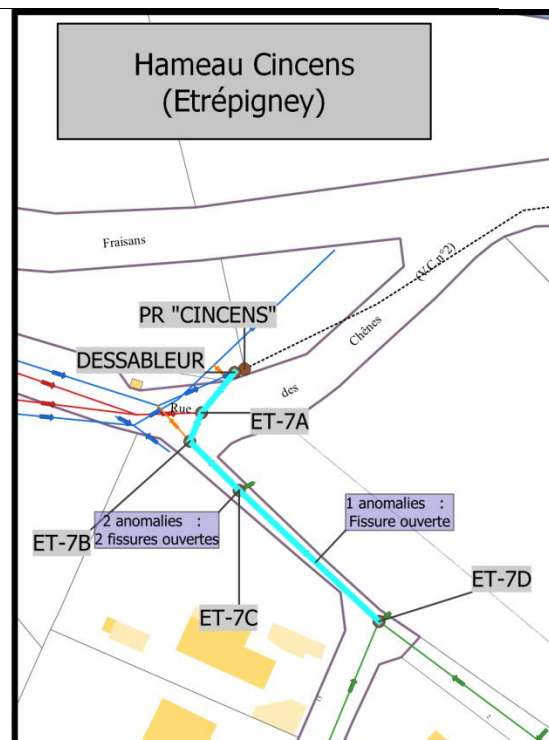 Hameau Cincens
(Etrépigney)
Fraisans
(V.C. n°2)
PR "CINCENS"
Chênes
DESSABLEUR
des
Rue
ET-7A
2 anomalies :
2 fissures ouvertes
1 anomalies :
Fissure ouverte
ET-7B
ET-7D
ET-7C